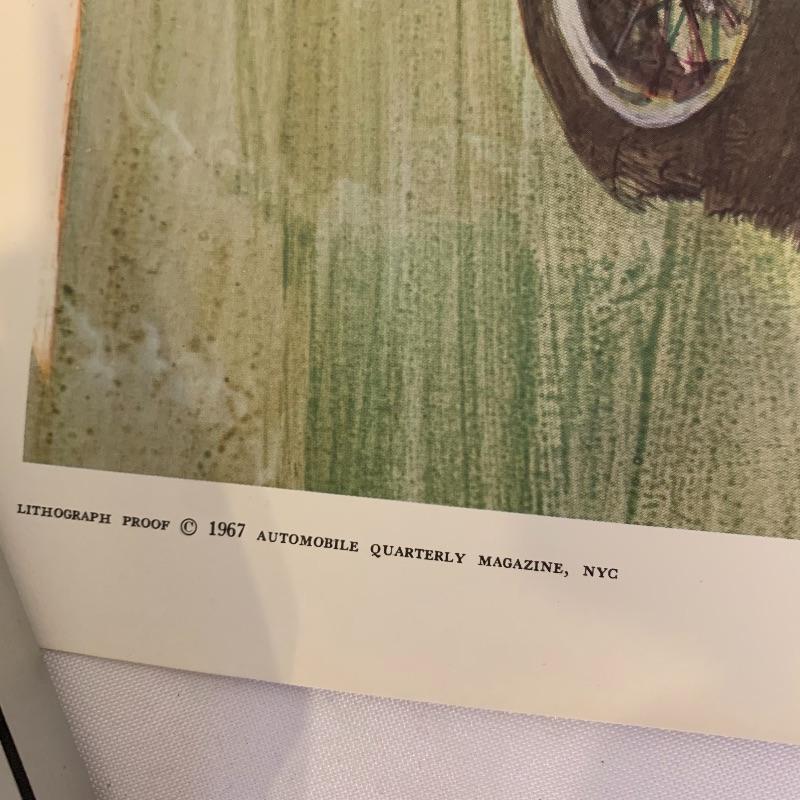 LITHOGRAPH PROOF © 1967 AUTOMOBILE QUARTERLY MAGAZINE, NYC